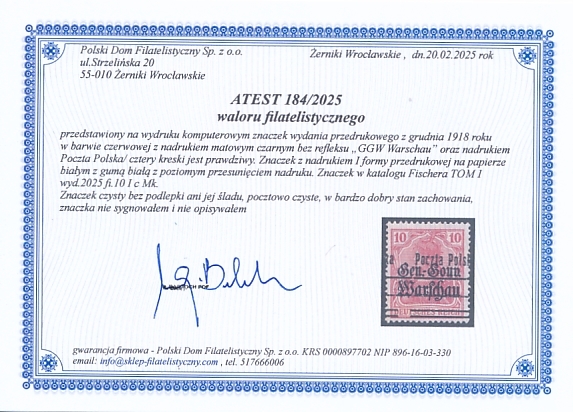 Polski Dom Filatelistyczny Sp. z o.o. Żerniki Wrocławskie , dn.20.02.2025 rok
ul.Strzelińska 20
55-010 Żerniki Wrocławskie
ATEST 184/2025
waloru filatelistycznego
przedstawiony na wydruku komputerowym znaczek wydania przedrukowego z grudnia 1918 roku
w barwie czerwonej z nadrukiem matowym czarnym bez refleksu „GGW Warschau" oraz nadrukiem
Poczta Polska/ cztery kreski jest prawdziwy. Znaczek z nadrukiem I formy przedrukowej na papierze
białym z gumą białą z poziomym przesunięciem nadruku. Znaczek w katalogu Fischera TOM I
wyd.2025 fi.10 I c Mk.
Znaczek czysty bez podlepki ani jej śladu, pocztowo czyste, w bardzo dobry stan zachowania,
znaczka nie sygnowałem i nie opisywałem
10 10
Poczta Polsk
Gen.-Gouv.
Warschau
gwarancja firmowa - Polski Dom Filatelistyczny Sp. z o.o. KRS 0000897702 NIP 896-16-03-330
email: info@sklep-filatelistyczny.com , tel. 517666006